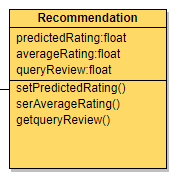 Recommendation
predictedRating:float
averageRating:float
queryReview:float
setPredictedRating()
serAverageRating()
getqueryReview()